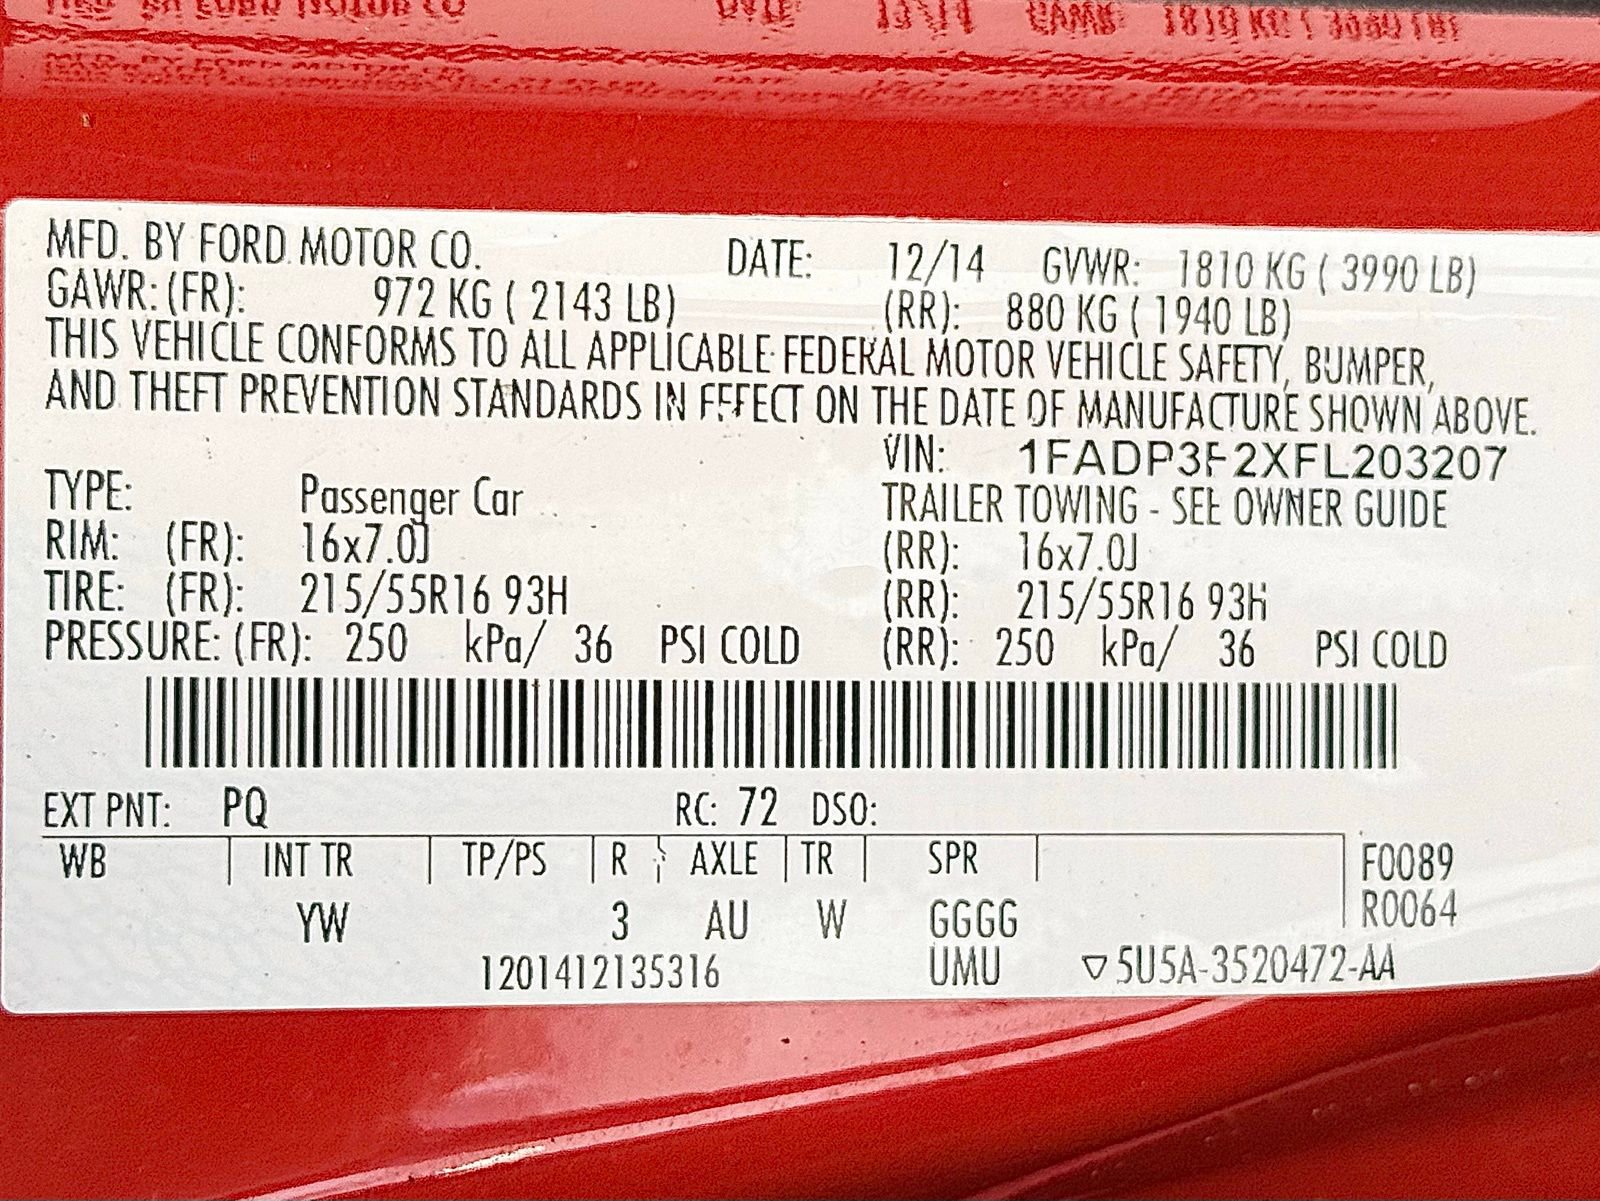 MFD. BY FORD MOTOR CO. DATE: 12/14 GVWR: 1810 KG ( 3990 LB)
GAWR: (FR): 972 KG ( 2143 LB) (RR): 880 KG ( 1940 LB)
THIS VEHICLE CONFORMS TO ALL APPLICABLE FEDERAL MOTOR VEHICLE SAFETY, BUMPER,
AND THEFT PREVENTION STANDARDS IN EFFECT ON THE DATE OF MANUFACTURE SHOWN ABOVE.
VIN: 1FADP3F2XFL203207
TYPE: Passenger Car TRAILER TOWING - SEE OWNER GUIDE
RIM: (FR): 16x7.0J (RR): 16x7.0J
TIRE: (FR): 215/55R16 93H (RR): 215/55R16 93H
PRESSURE: (FR): 250 kPa/ 36 PSI COLD (RR): 250 kPa/ 36 PSI COLD
EXT PNT: PQ RC: 72 DSO:
WB INT TR TP/PS R AXLE TR SPR F0089
YW 3 AU W GGGG R0064
1201412135316 UMU ▽5U5A-3520472-AA